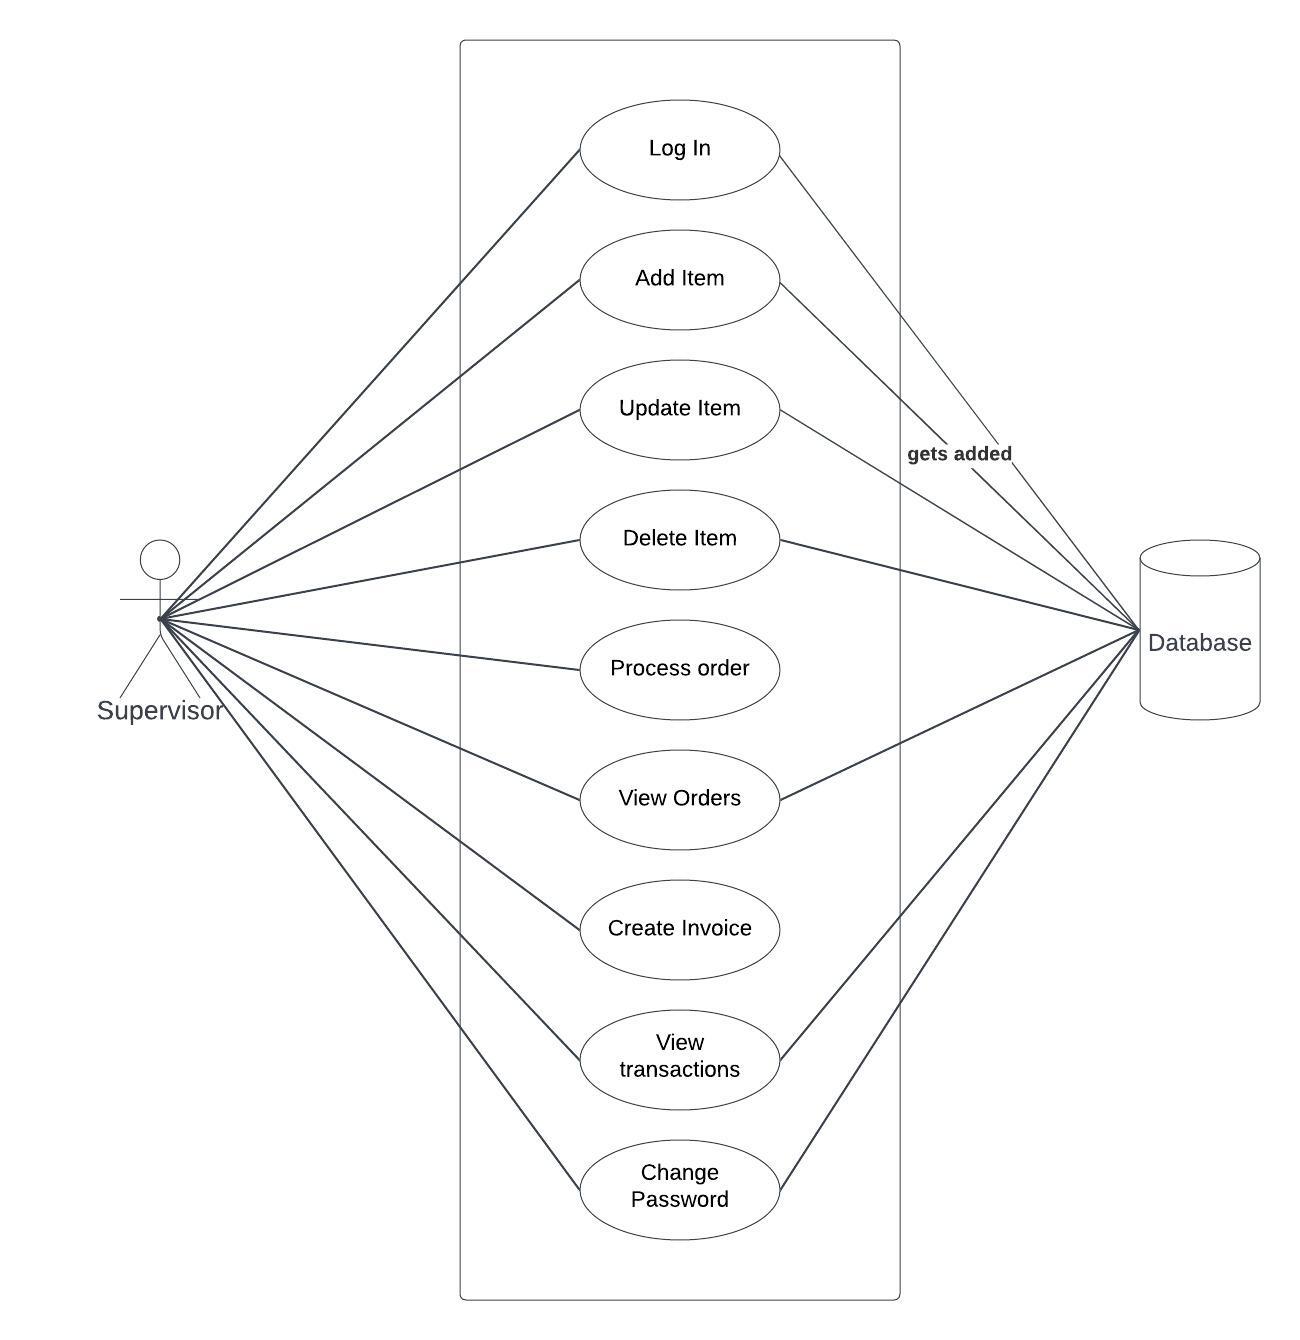 Log In
Add Item
Update Item
gets added
Delete Item
Database
Process order
Supervisor
View Orders
Create Invoice
View
transactions
Change
Password